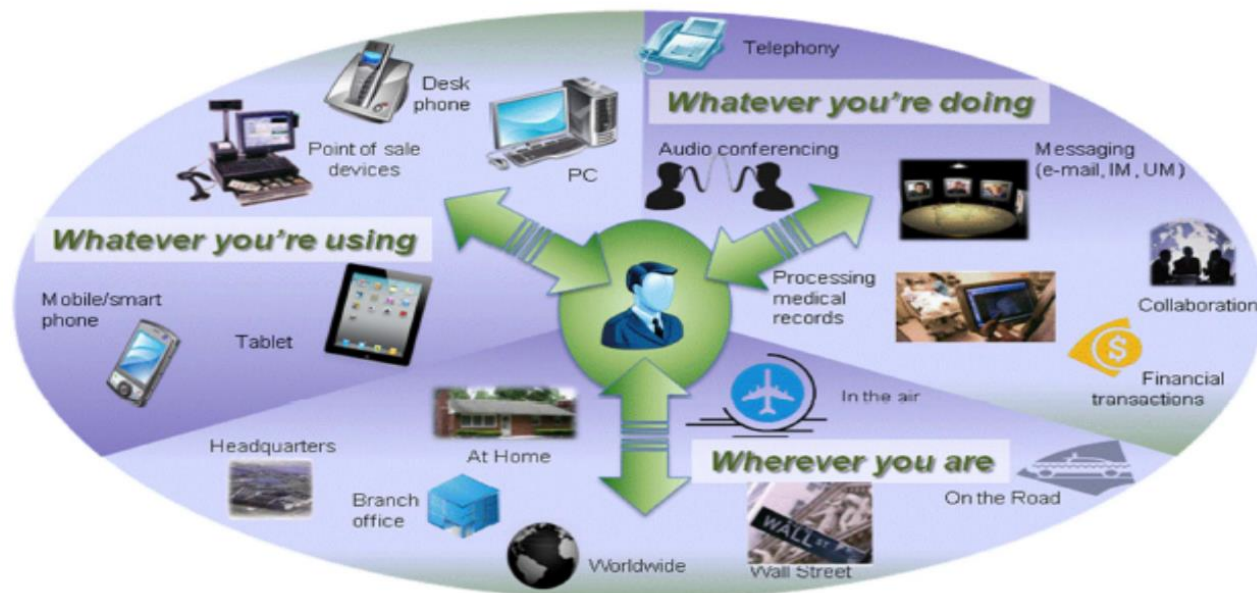 Telephony
Desk
phone
Whatever you're doing
Point of sale
devices
PC
Audio conferencing
Messaging
(e-mail, IM, UM)
Whatever you're using
Mobile/smart
phone
Tablet
Processing
medical
records
Collaboration
Financial
transactions
In the air
Headquarters
At Home
Wherever you are
On the Road
Branch
office
WALL ST
Worldwide
Wall Street